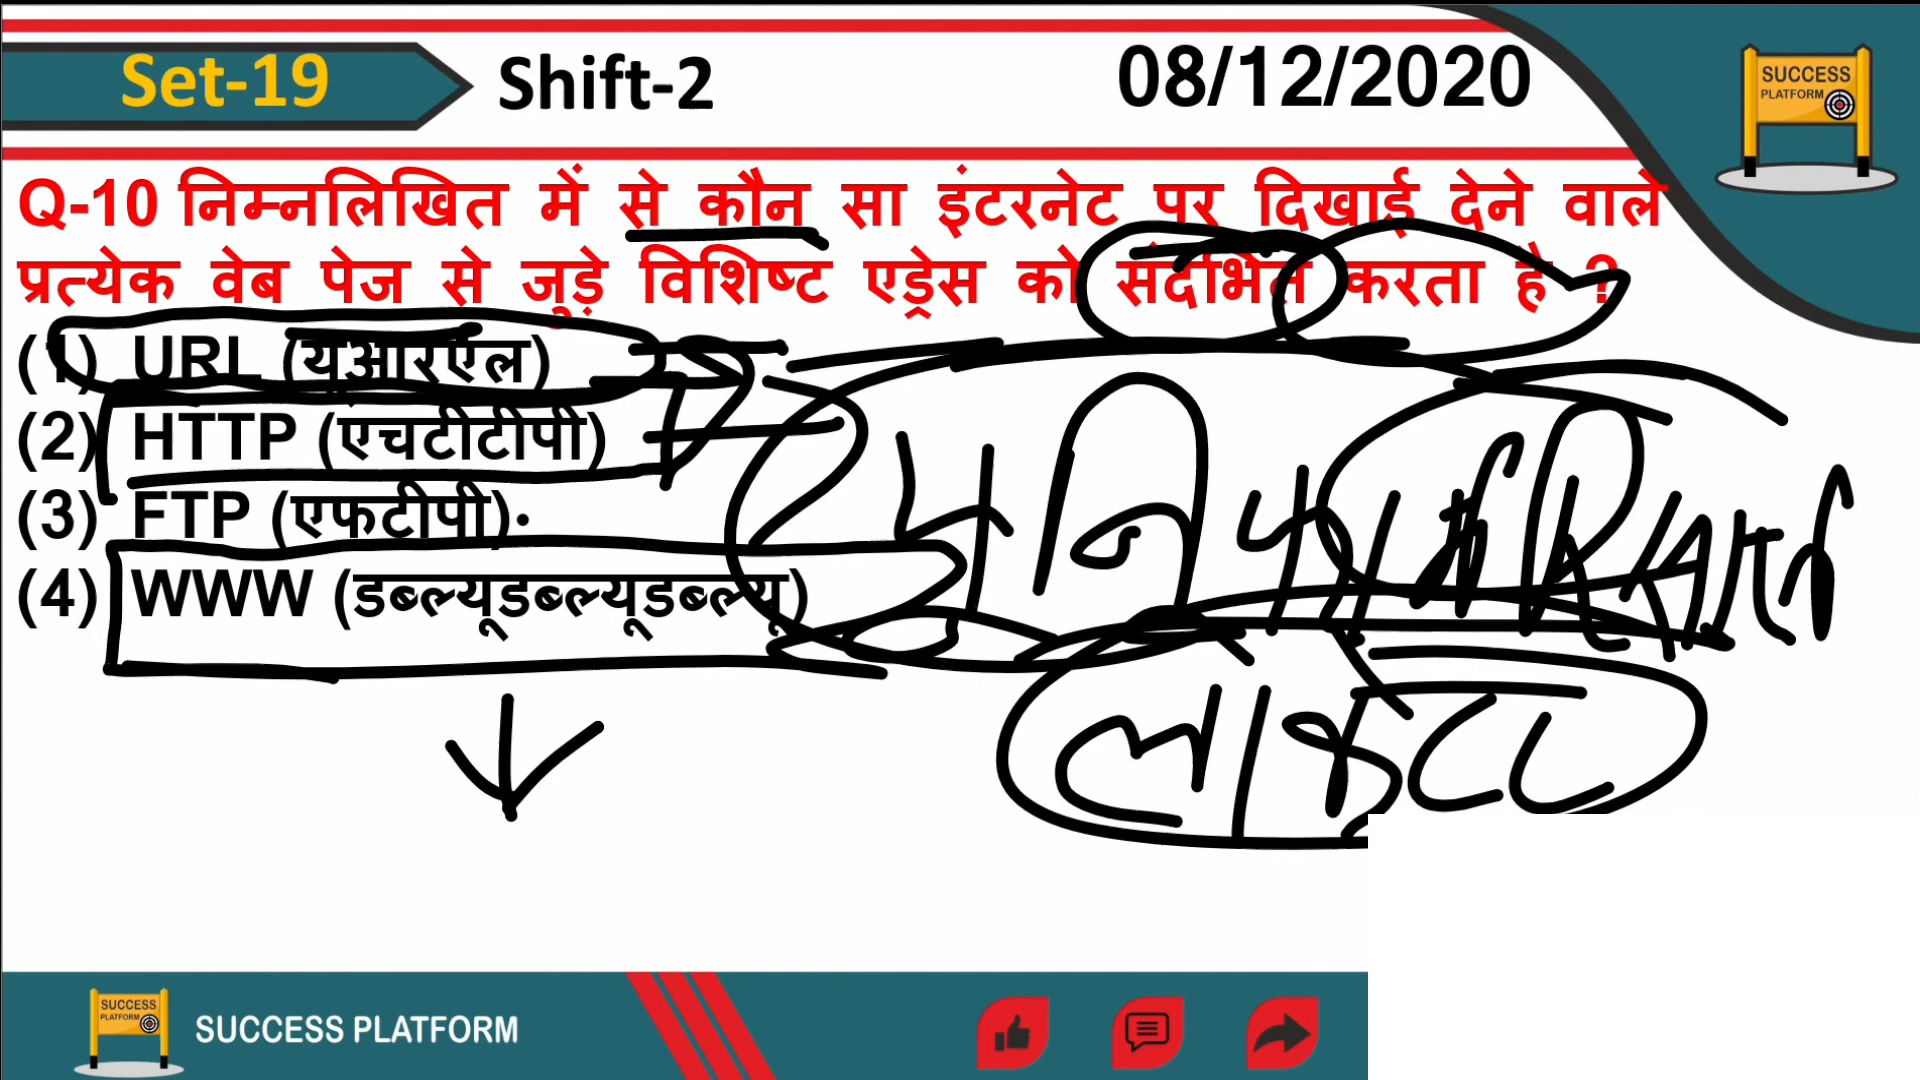 Set-19 Shift-2 08/12/2020
SUCCESS
PLATFORM
Q-10 निम्नलिखित में से कौन सा इंटरनेट पर दिखाई देने वाले
प्रत्येक वेब पेज से जुड़े विशिष्ट एड्रेस को संदर्भित करता है ?
(1) URL (यूआरएल)
(2) HTTP (एचटीटीपी)
(3) FTP (एफटीपी)
(4) WWW (डब्ल्यूडब्ल्यूडब्ल्यू)
SUCCESS
PLATFORM
SUCCESS PLATFORM